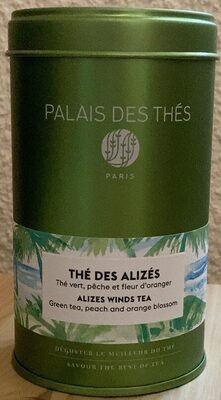 PALAIS DES THÉS
PARIS
THÉ DES ALIZÉS
Thé vert, pêche et fleur d'oranger
ALIZES WINDS TEA
Green tea, peach and orange blossom
DÉGUSTER LE MEILLEUR DU THÉ
SAVOUR THE BEST OF TEA